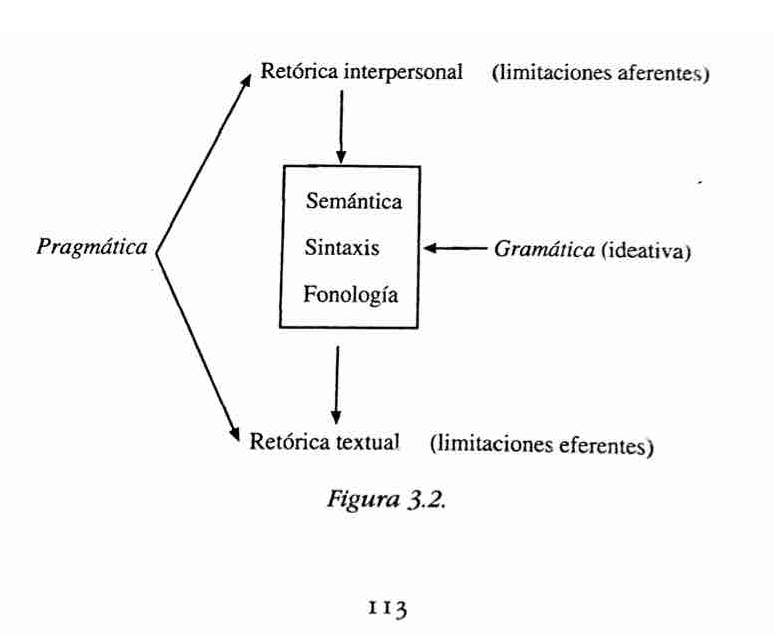 Retórica interpersonal (limitaciones aferentes)
Semántica
Pragmática
Sintaxis
Gramática (ideativa)
Fonología
Retórica textual (limitaciones eferentes)
Figura 3.2.
113